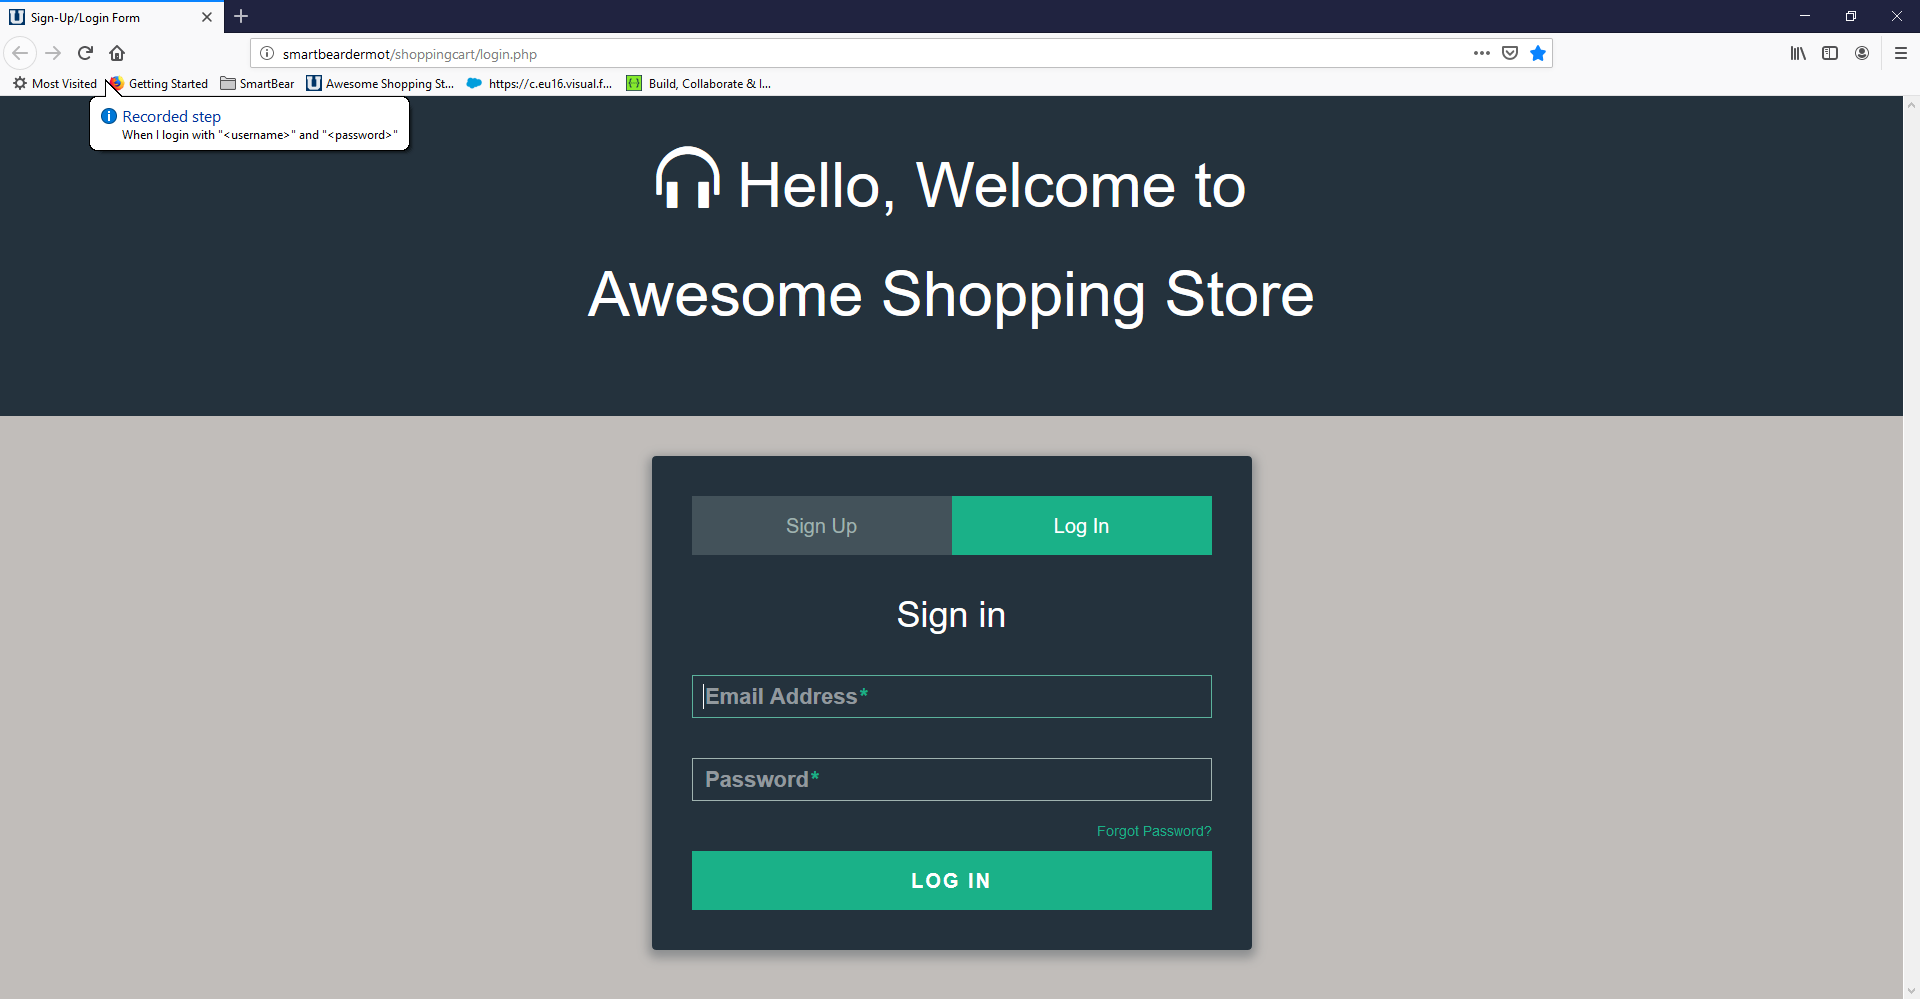 Sign-Up/Login Form
smartbeardermot/shoppingcart/login.php
Most Visited Getting Started SmartBear Awesome Shopping St... https://c.eu16.visual.f... Build, Collaborate & I...
Recorded step
When I login with "<username>" and "<password>"
Hello, Welcome to
Awesome Shopping Store
Sign Up Log In
Sign in
Email Address*
Password*
Forgot Password?
LOG IN